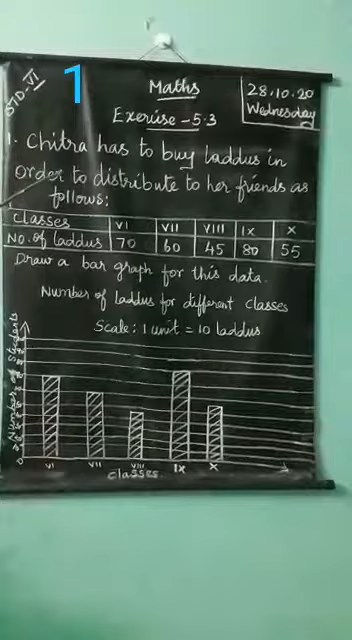 STD-VI
1
Maths
28.10.20
Wednesday
Exercise - 5.3
1. Chitra has to buy laddus in
order to distribute to her friends as
follows:
Classes VI VII VIII IX X
No. of laddus 70 60 45 80 55
Draw a bar graph for this data.
Number of laddus for different classes
Scale: 1 unit = 10 laddus
Number of Students
VI VII VIII IX X
classes